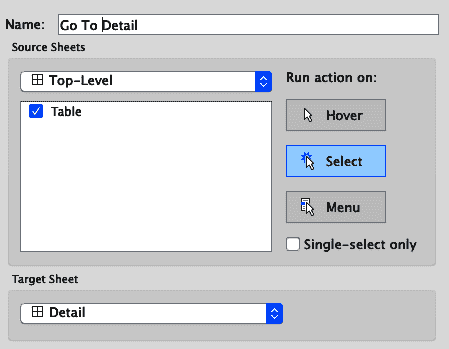 Name: Go To Detail
Source Sheets
Top-Level
Run action on:
Table
Hover
Select
Menu
Single-select only
Target Sheet
Detail